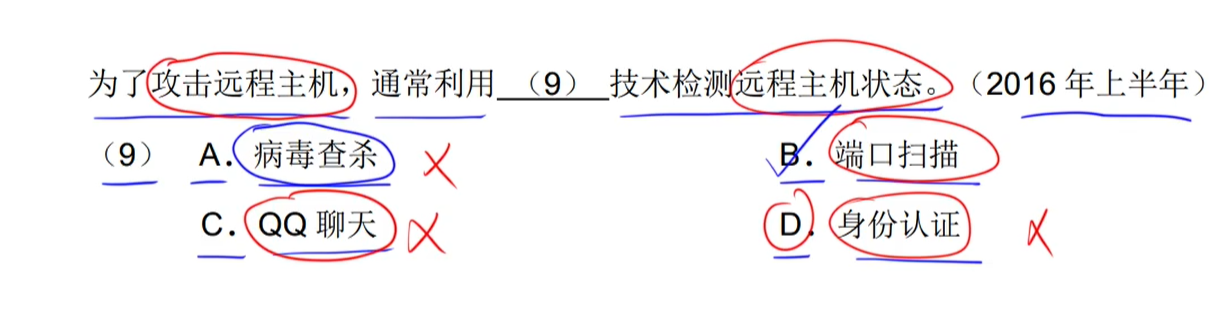 为了攻击远程主机，通常利用 （9） 技术检测远程主机状态。（2016 年上半年）
（9） A．病毒查杀 B．端口扫描
C．QQ 聊天 D．身份认证